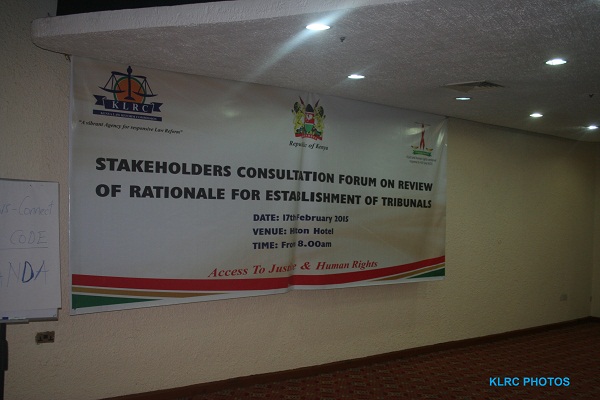 KLRC
"A vibrant Agency for responsive Law Reform"
Republic of Kenya
STAKEHOLDERS CONSULTATION FORUM ON REVIEW
OF RATIONALE FOR ESTABLISHMENT OF TRIBUNALS
DATE: 17th February 2015
VENUE: Hilton Hotel
TIME: From 8.00am
Access To Justice & Human Rights
Connect
CODE
KLRC PHOTOS